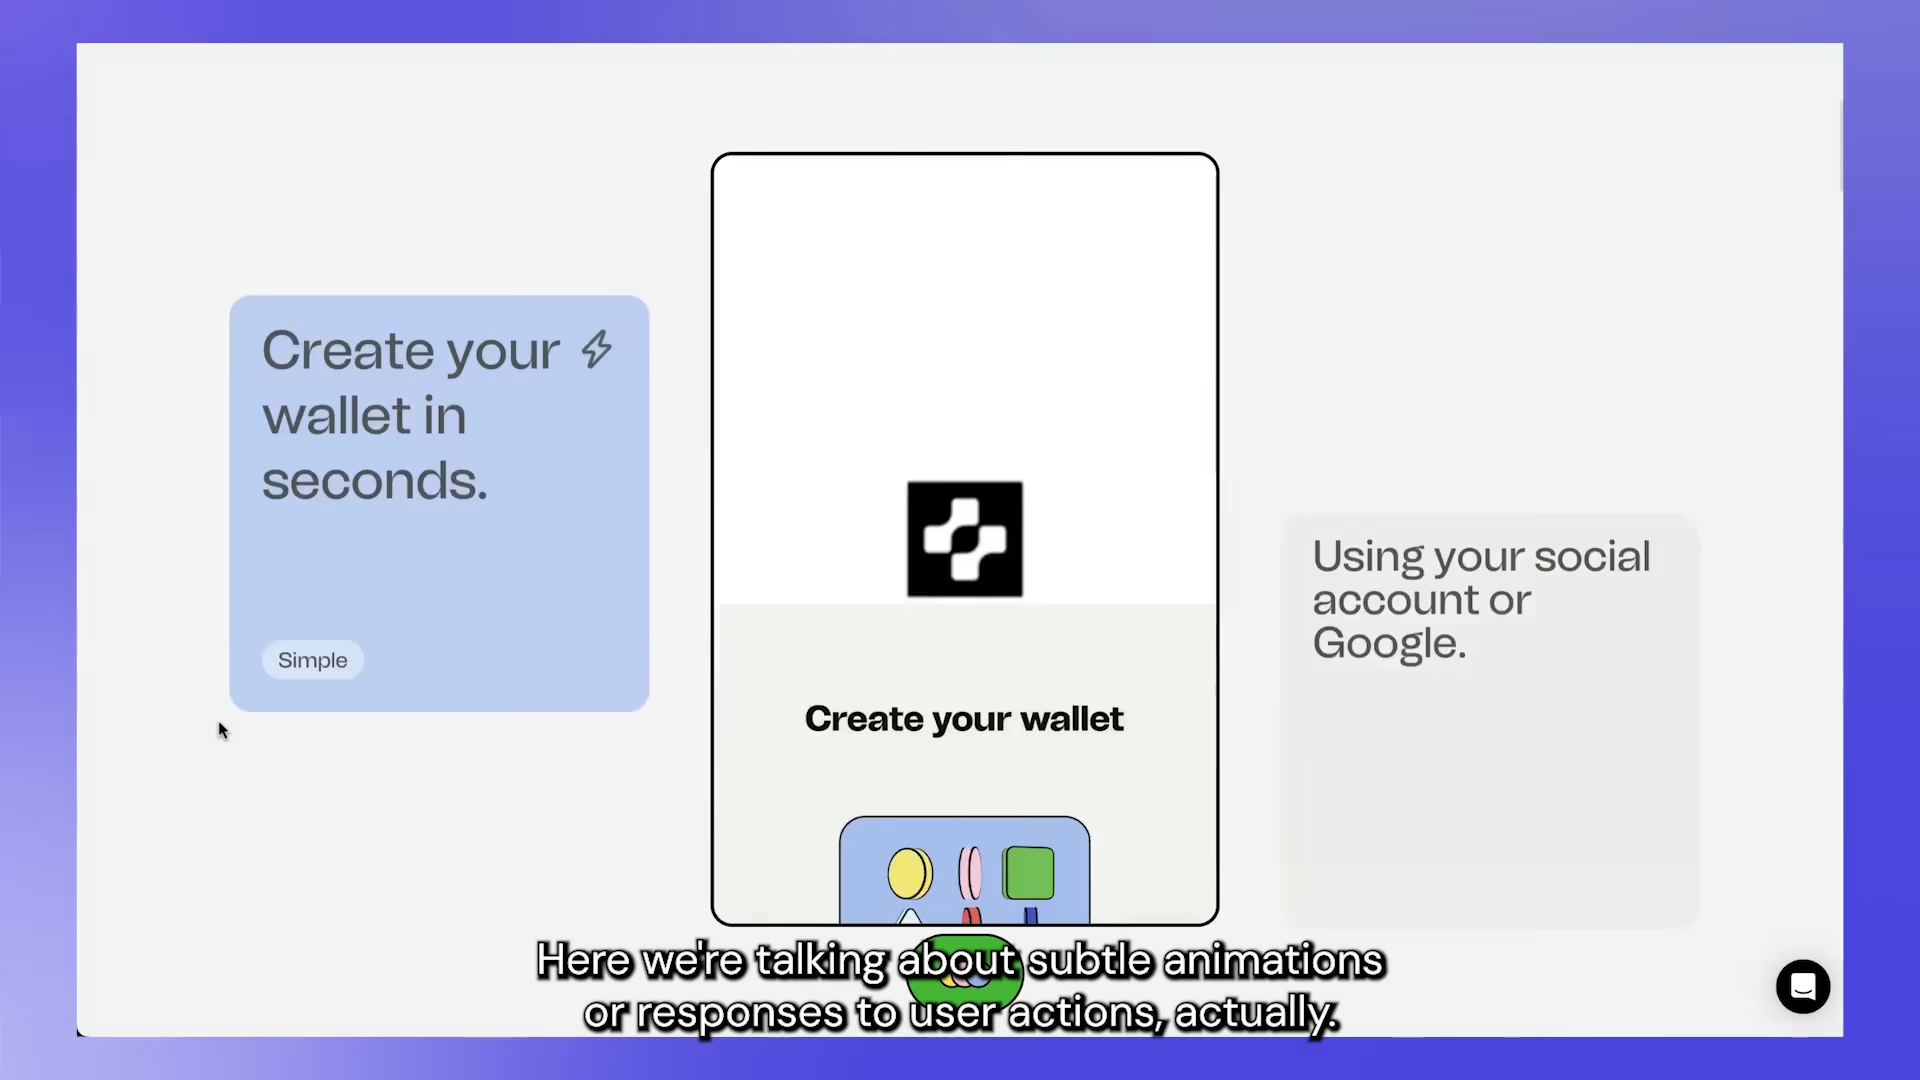 Create your
wallet in
seconds.
Simple
Create your wallet
Using your social
account or
Google.
Here we're talking about subtle animations
or responses to user actions, actually.